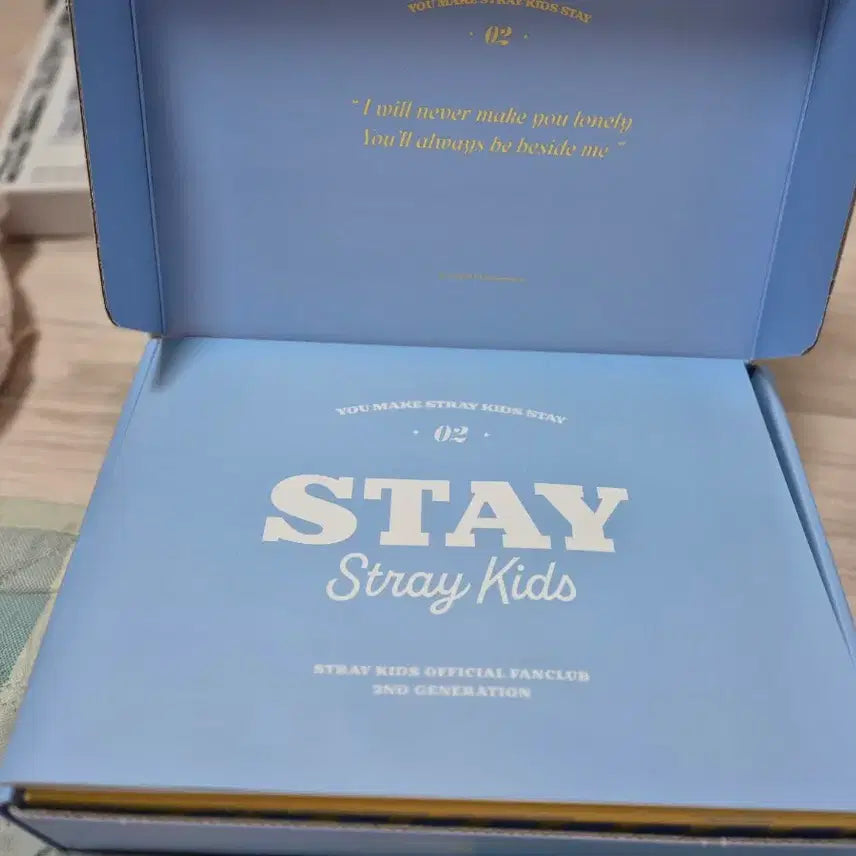 YOU MAKE STRAY KIDS STAY
· 02 ·
" I will never make you lonely
You'll always be beside me "
YOU MAKE STRAY KIDS STAY
· 02 ·
STAY
Stray Kids
STRAY KIDS OFFICIAL FANCLUB
2ND GENERATION